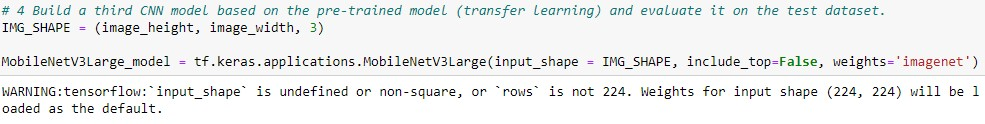 # 4 Build a third CNN model based on the pre-trained model (transfer learning) and evaluate it on the test dataset.
IMG_SHAPE = (image_height, image_width, 3)
MobileNetV3Large_model = tf.keras.applications.MobileNetV3Large(input_shape = IMG_SHAPE, include_top=False, weights='imagenet')
WARNING:tensorflow:`input_shape` is undefined or non-square, or `rows` is not 224. Weights for input shape (224, 224) will be l
oaded as the default.